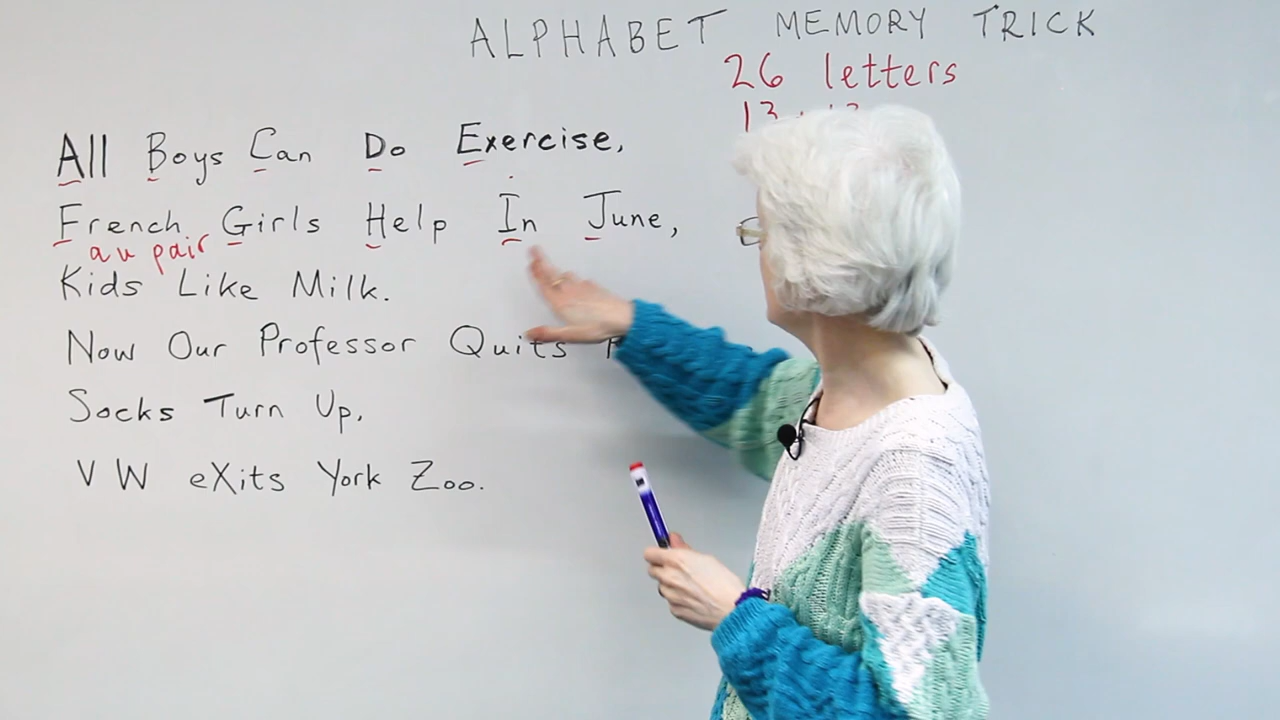 ALPHABET MEMORY TRICK
26 letters
All Boys Can Do Exercise,
French Girls Help In June,
au pair
Kids Like Milk.
Now Our Professor Quits
Socks Turn Up,
V W eXits York Zoo.